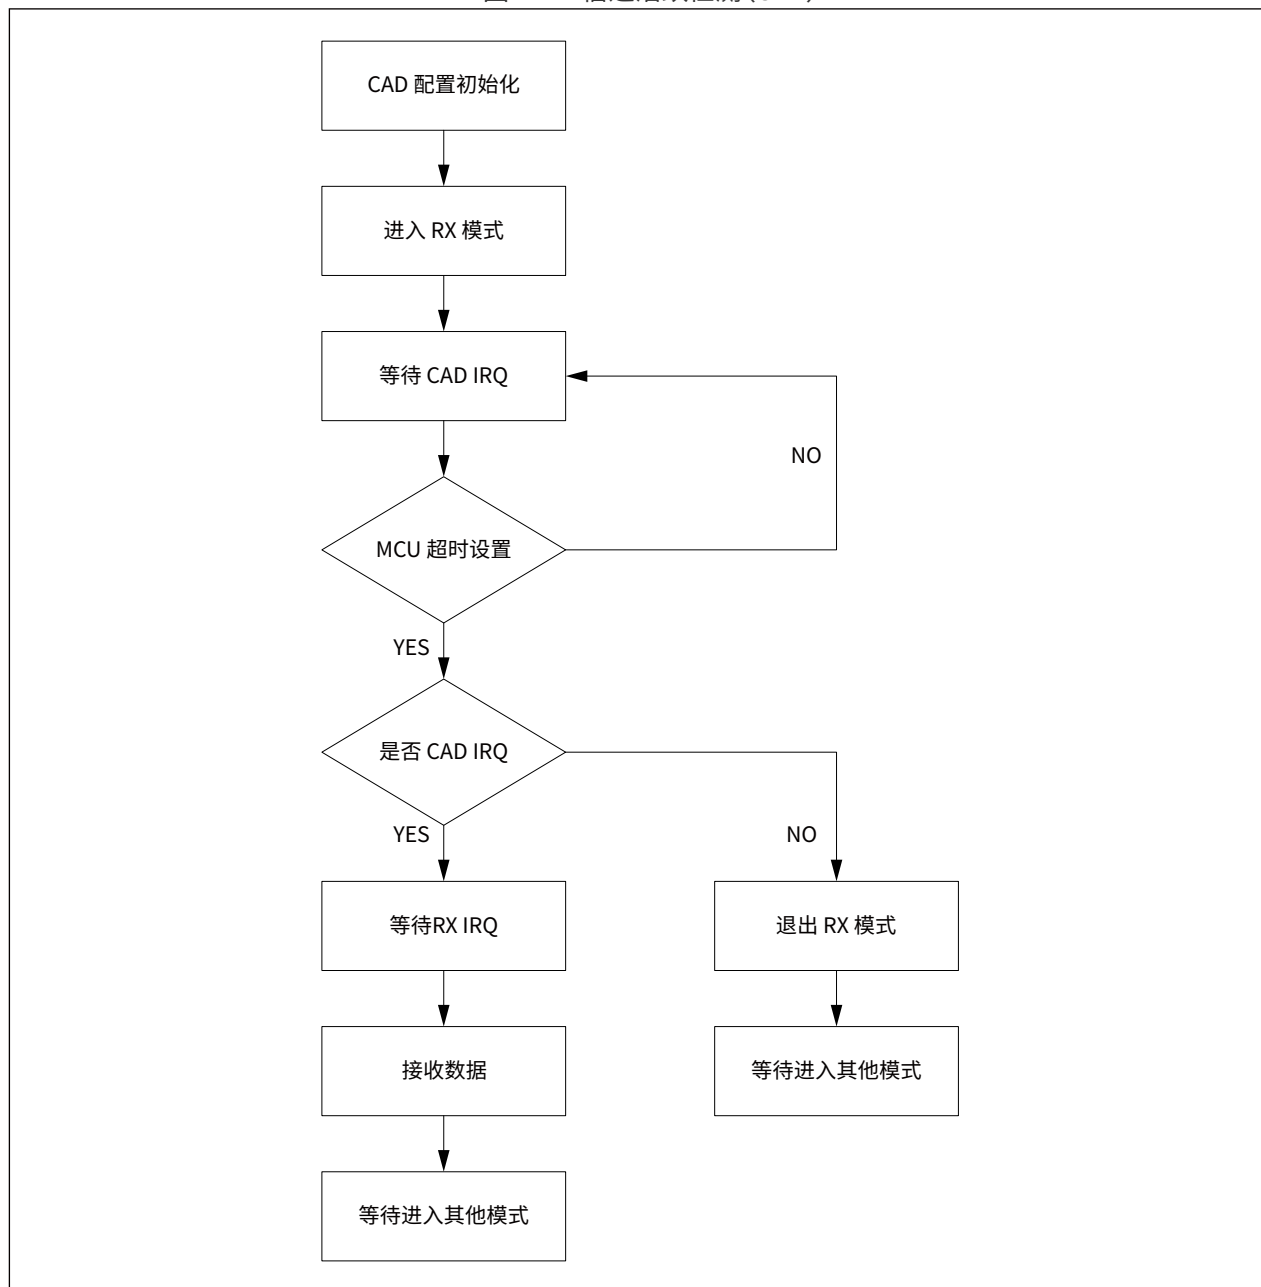 CAD 配置初始化
进入 RX 模式
等待 CAD IRQ
NO
MCU 超时设置
YES
是否 CAD IRQ
YES
NO
等待RX IRQ
退出 RX 模式
接收数据
等待进入其他模式
等待进入其他模式